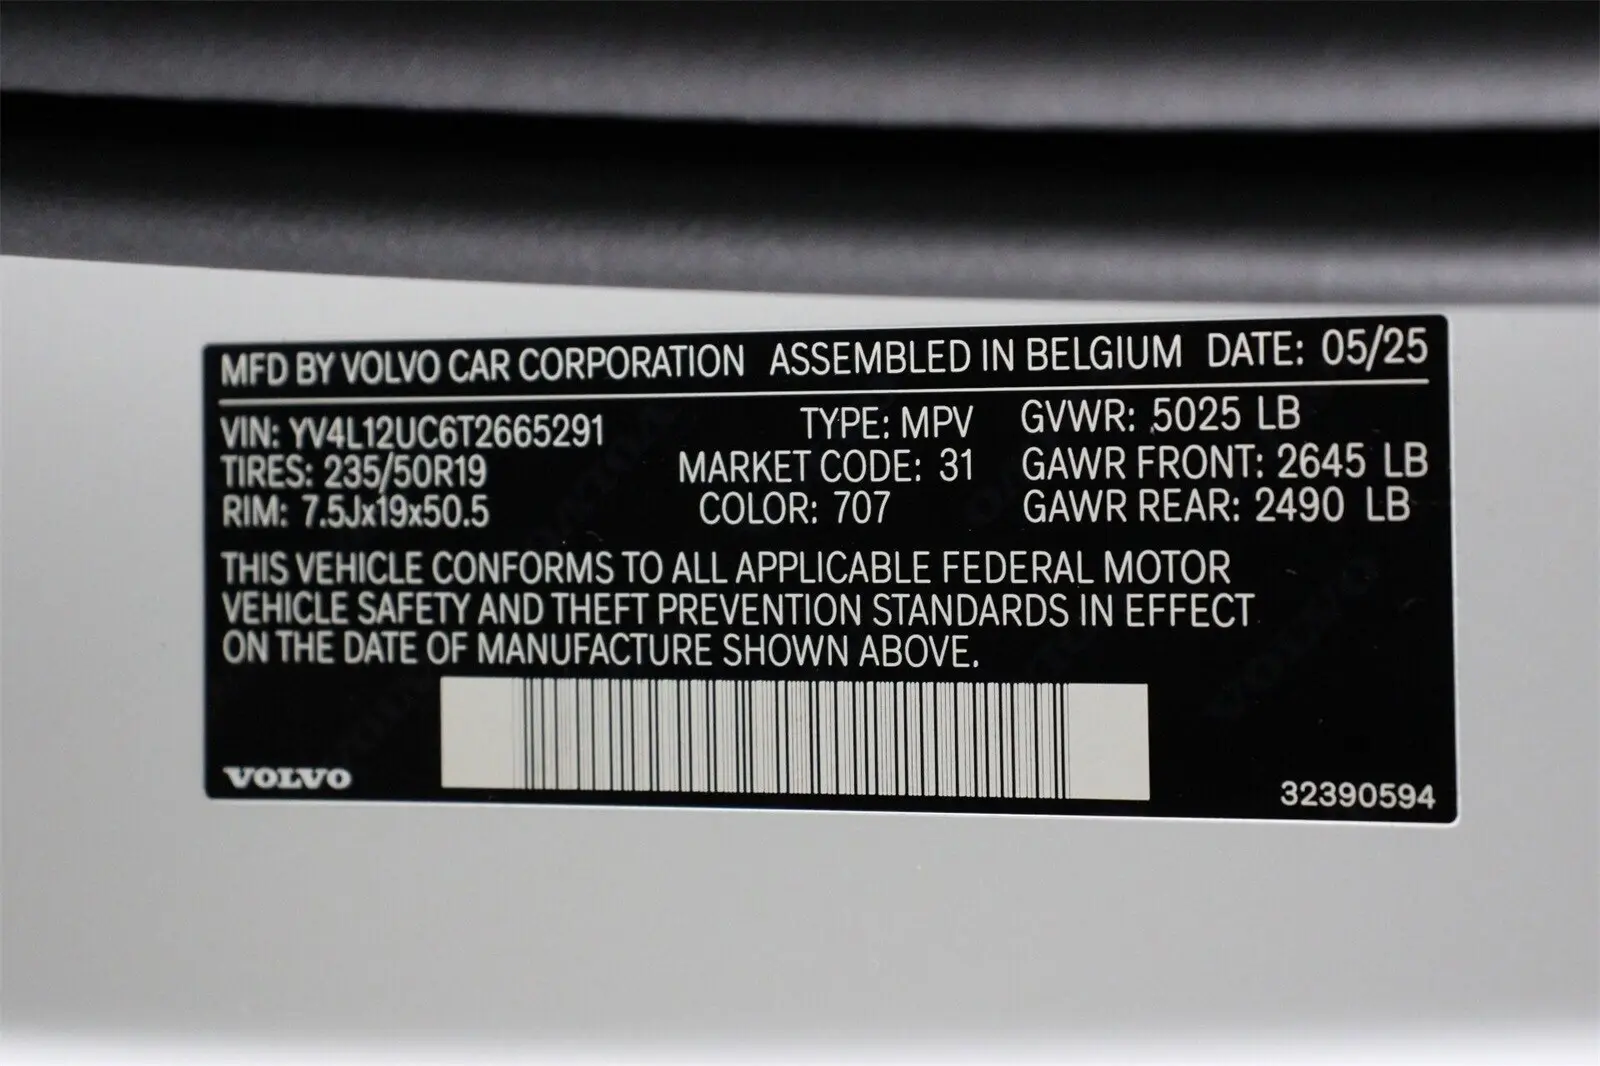 MFD BY VOLVO CAR CORPORATION ASSEMBLED IN BELGIUM DATE: 05/25
VIN: YV4L12UC6T2665291 TYPE: MPV GVWR: 5025 LB
TIRES: 235/50R19 MARKET CODE: 31 GAWR FRONT: 2645 LB
RIM: 7.5Jx19x50.5 COLOR: 707 GAWR REAR: 2490 LB
THIS VEHICLE CONFORMS TO ALL APPLICABLE FEDERAL MOTOR
VEHICLE SAFETY AND THEFT PREVENTION STANDARDS IN EFFECT
ON THE DATE OF MANUFACTURE SHOWN ABOVE.
VOLVO 32390594